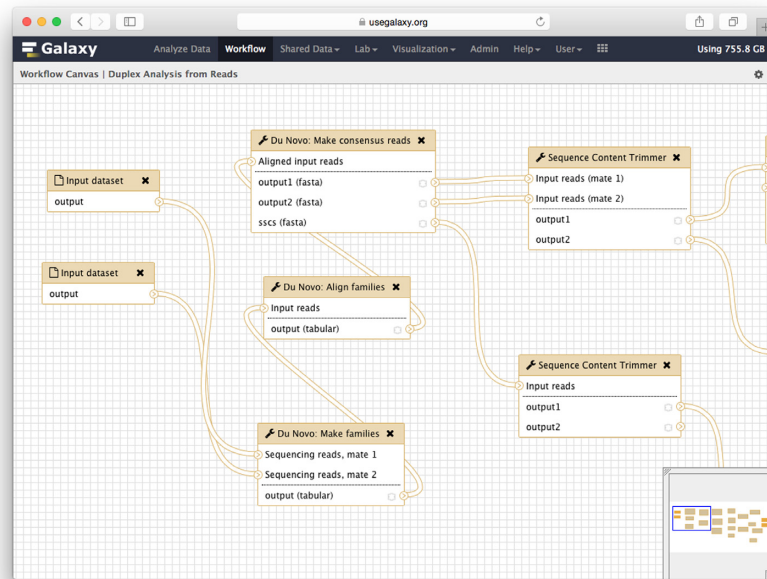 usegalaxy.org
Galaxy
Analyze Data Workflow Shared Data Lab Visualization Admin Help User Using 755.8 GB
Workflow Canvas | Duplex Analysis from Reads
Du Novo: Make consensus reads
Aligned input reads
output1 (fasta)
output2 (fasta)
sscs (fasta)
Sequence Content Trimmer
Input reads (mate 1)
Input reads (mate 2)
output1
output2
Input dataset
output
Input dataset
output
Du Novo: Align families
Input reads
output (tabular)
Sequence Content Trimmer
Input reads
output1
output2
Du Novo: Make families
Sequencing reads, mate 1
Sequencing reads, mate 2
output (tabular)